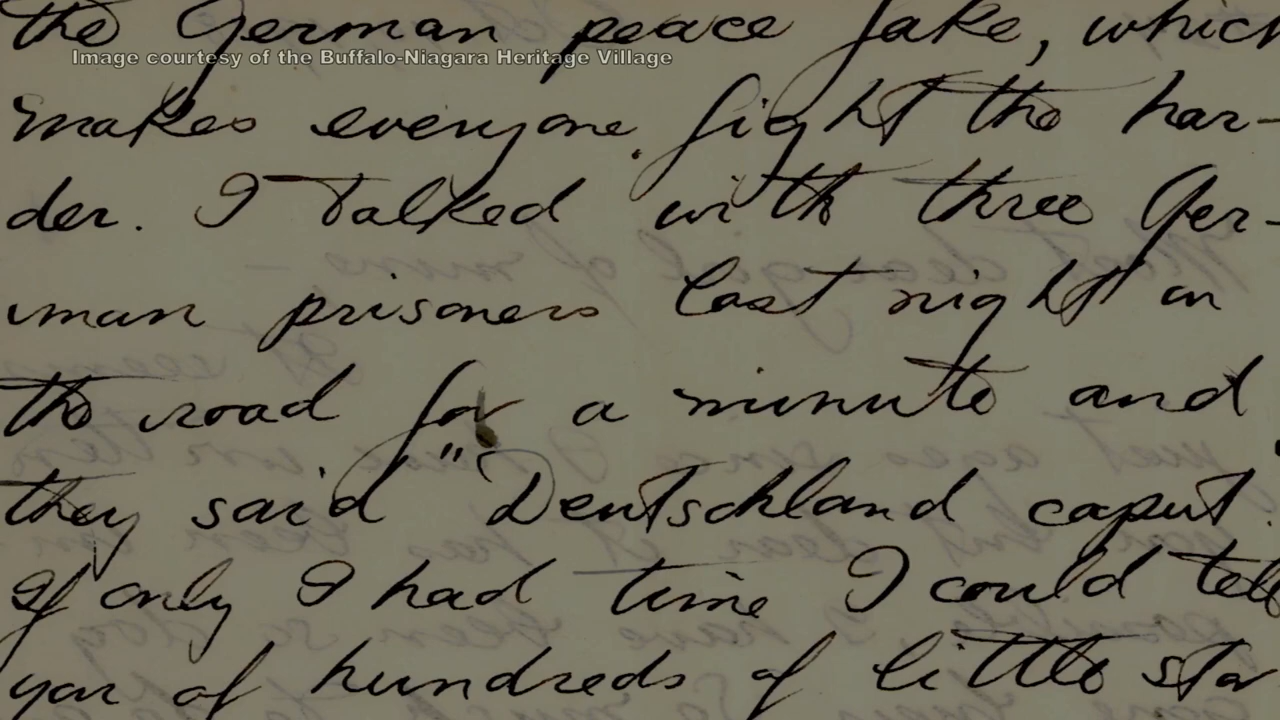 the German peace fake, which
Image courtesy of the Buffalo-Niagara Heritage Village
makes everyone fight the har-
der. I talked with three Ger-
man prisoners last night on
the road for a minute and
they said "Deutschland caput."
If only I had time I could tell
you of hundreds of little sto